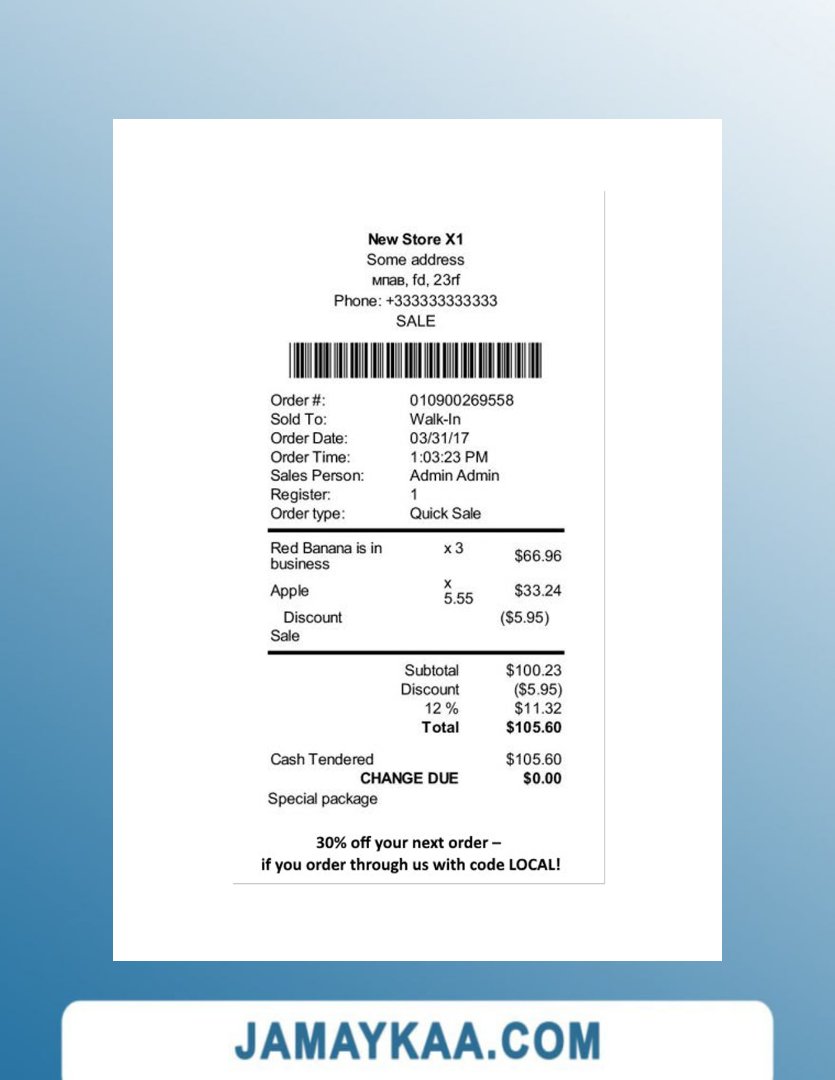 New Store X1
Some address
мпав, fd, 23rf
Phone: +333333333333
SALE
Order #: 010900269558
Sold To: Walk-In
Order Date: 03/31/17
Order Time: 1:03:23 PM
Sales Person: Admin Admin
Register: 1
Order type: Quick Sale
Red Banana is in business x 3 $66.96
Apple x 5.55 $33.24
Discount ($5.95)
Sale
Subtotal $100.23
Discount ($5.95)
12 % $11.32
Total $105.60
Cash Tendered $105.60
CHANGE DUE $0.00
Special package
30% off your next order –
if you order through us with code LOCAL!
JAMAYKAA.COM